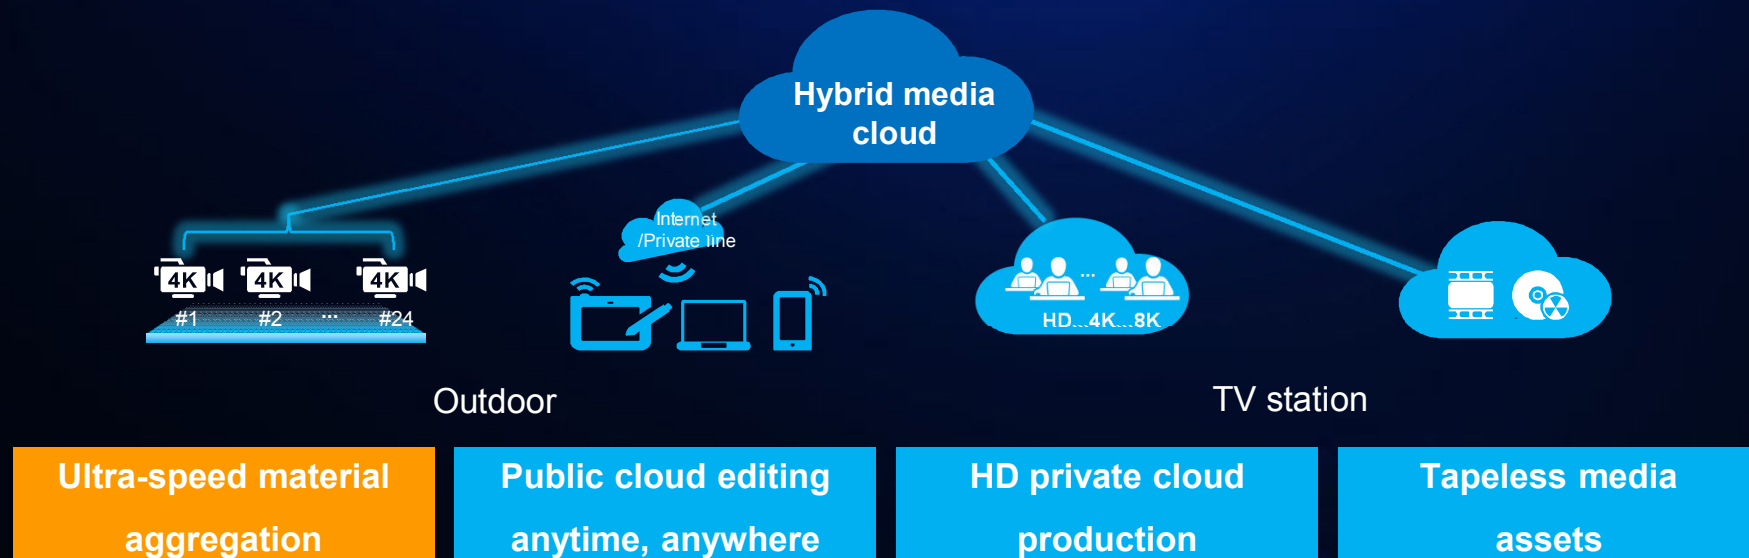 Hybrid media
cloud
Internet
/Private line
4K
4K
4K
#1
#2
...
#24
...
HD...4K...8K
Outdoor
TV station
Ultra-speed material
aggregation
Public cloud editing
anytime, anywhere
HD private cloud
production
Tapeless media
assets